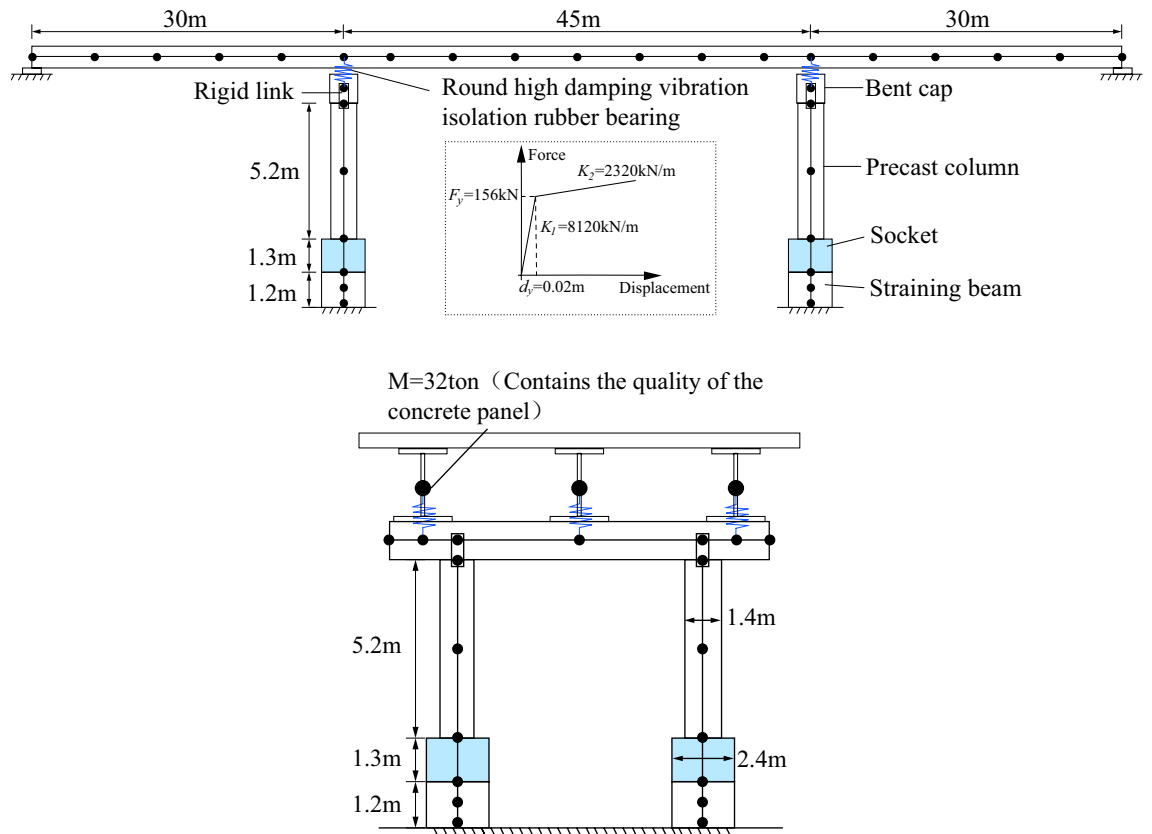 30m 45m 30m
Rigid link
Round high damping vibration
isolation rubber bearing
Bent cap
5.2m
Force
K₂=2320kN/m
Precast column
F_y=156kN
K₁=8120kN/m
Socket
1.3m
d_y=0.02m Displacement
Straining beam
1.2m
M=32ton（Contains the quality of the
concrete panel）
1.4m
5.2m
1.3m
2.4m
1.2m